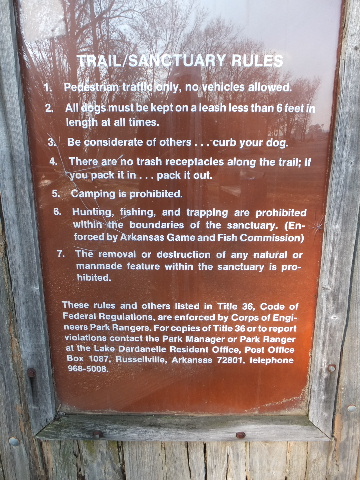 TRAIL/SANCTUARY RULES
1. Pedestrian traffic only, no vehicles allowed.
2. All dogs must be kept on a leash less than 6 feet in
length at all times.
3. Be considerate of others . . . curb your dog.
4. There are no trash receptacles along the trail; if
you pack it in . . . pack it out.
5. Camping is prohibited.
6. Hunting, fishing, and trapping are prohibited
within the boundaries of the sanctuary. (En-
forced by Arkansas Game and Fish Commission)
7. The removal or destruction of any natural or
manmade feature within the sanctuary is pro-
hibited.
These rules and others listed in Title 36, Code of
Federal Regulations, are enforced by Corps of Engi-
neers Park Rangers. For copies of Title 36 or to report
violations contact the Park Manager or Park Ranger
at the Lake Dardanelle Resident Office, Post Office
Box 1087, Russellville, Arkansas 72801, telephone
968-5008.